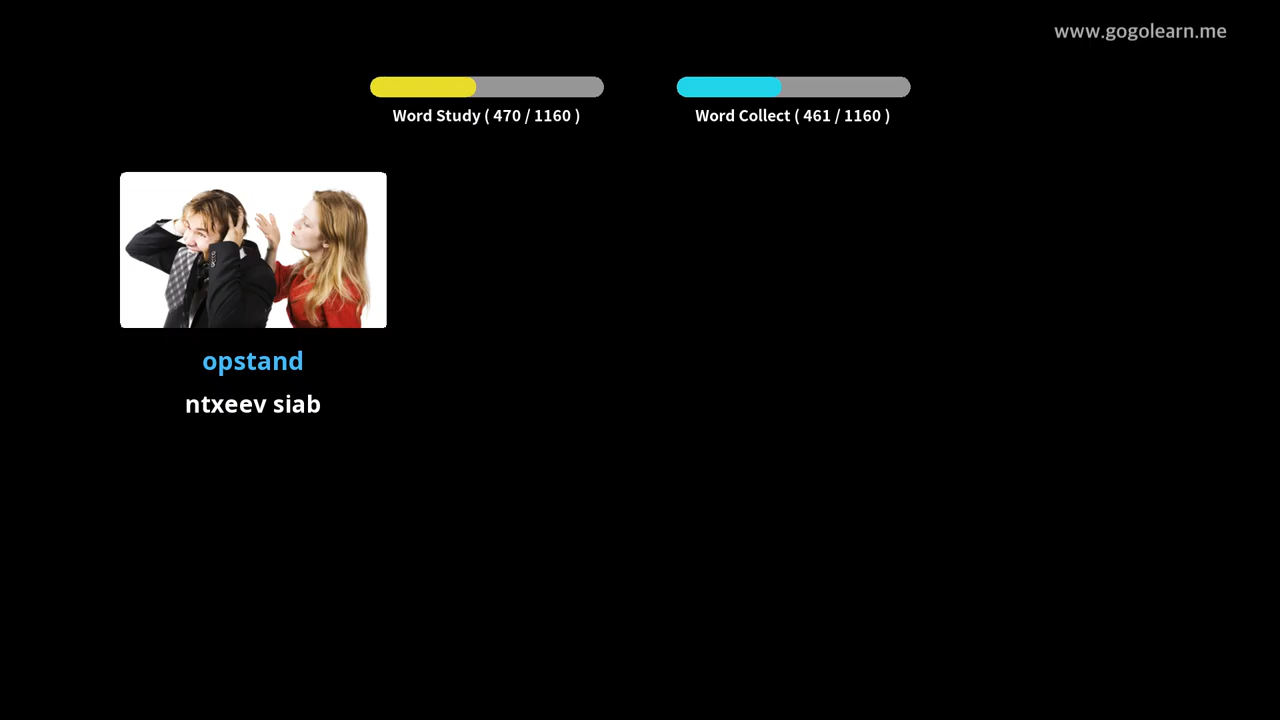 www.gogolearn.me
Word Study ( 470 / 1160 )
Word Collect ( 461 / 1160 )
opstand
ntxeev siab